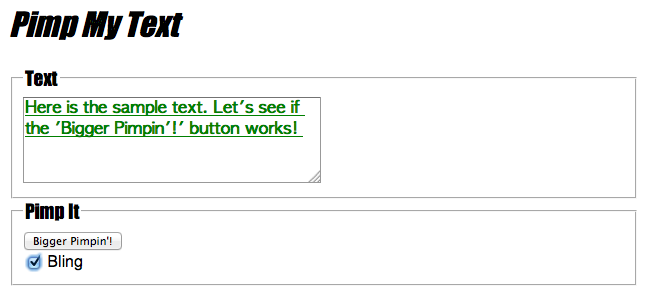 Pimp My Text
Text
Here is the sample text. Let's see if
the 'Bigger Pimpin'!' button works!
Pimp It
Bigger Pimpin'!
Bling